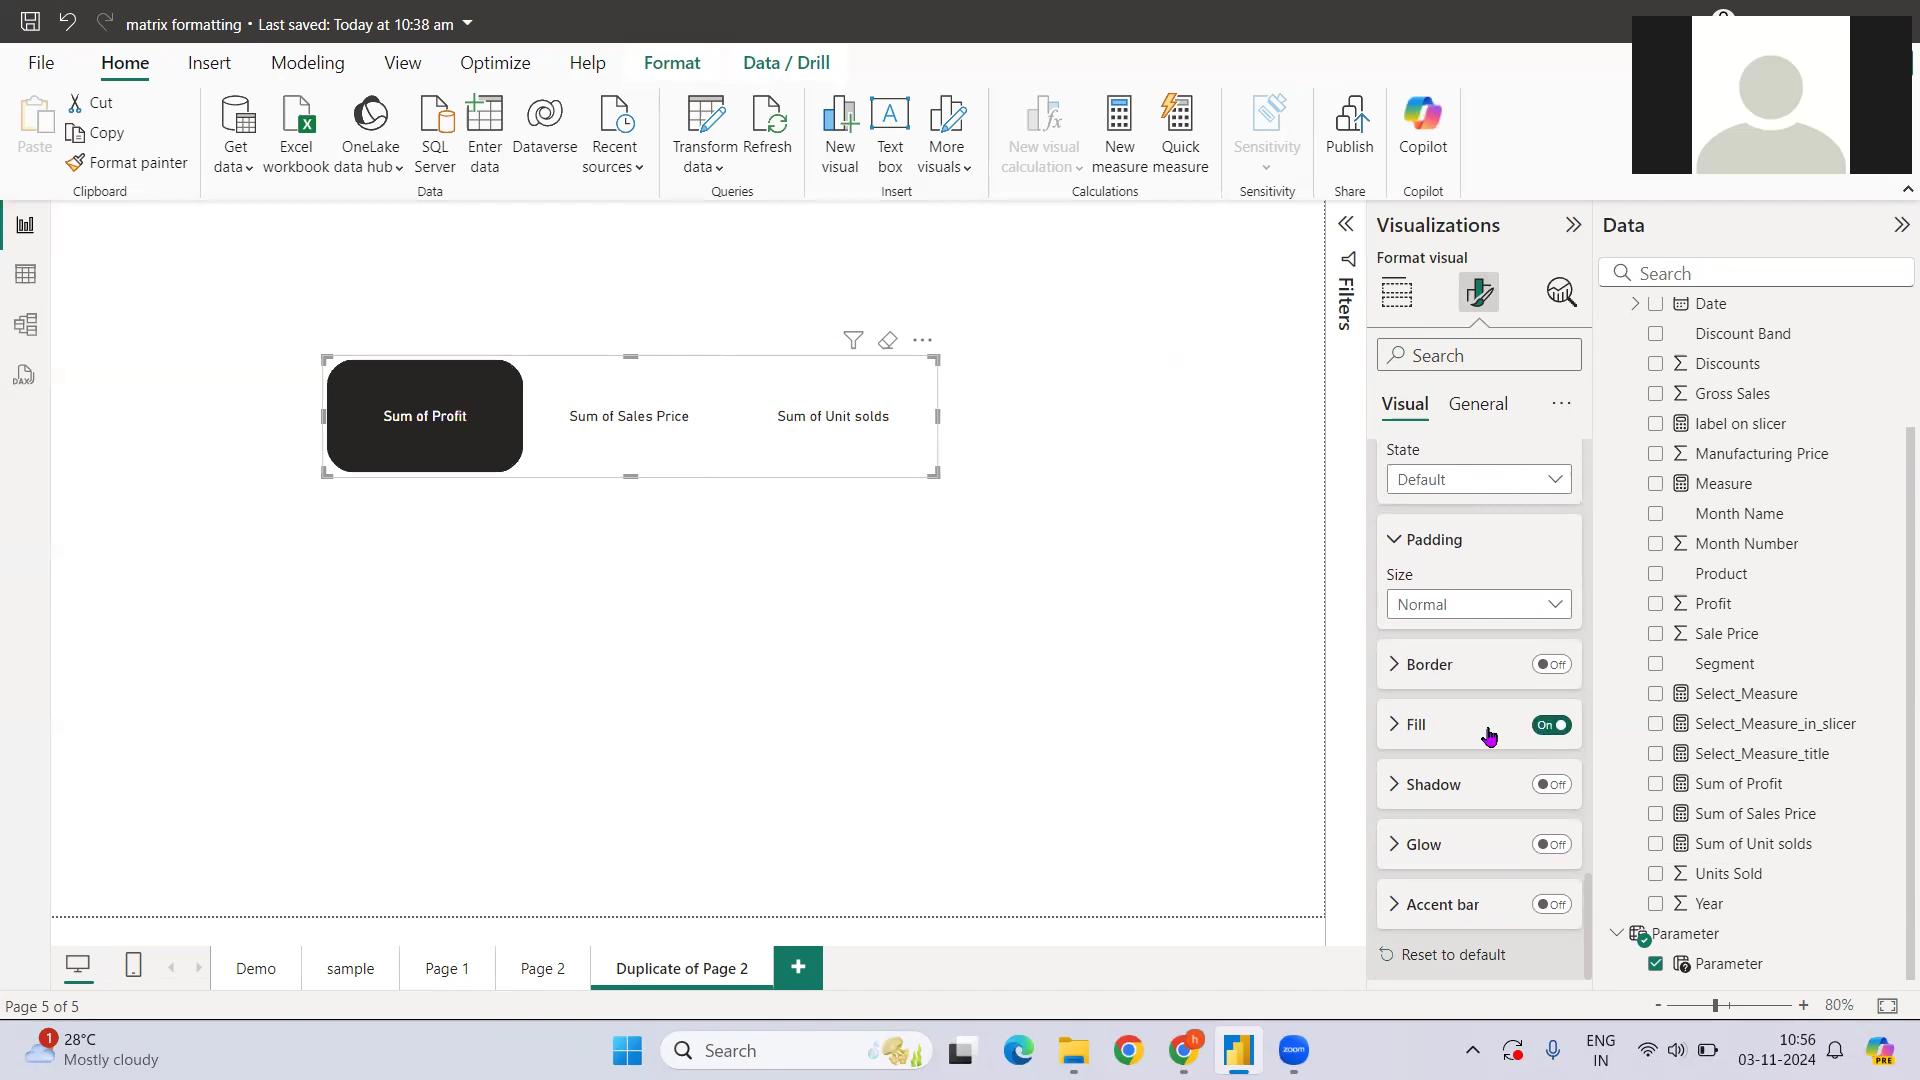 matrix formatting • Last saved: Today at 10:38 am
File Home Insert Modeling View Optimize Help Format Data / Drill
Paste
Cut
Copy
Format painter
Clipboard
Get data
Excel workbook
OneLake data hub
SQL Server
Enter data
Dataverse
Recent sources
Data
Transform data
Refresh
Queries
New visual
Text box
More visuals
Insert
New visual calculation
New measure
Quick measure
Calculations
Sensitivity
Sensitivity
Publish
Share
Copilot
Copilot
Sum of Profit
Sum of Sales Price
Sum of Unit solds
Filters
Visualizations
Format visual
Search
Visual General
State
Default
Padding
Size
Normal
Border Off
Fill On
Shadow Off
Glow Off
Accent bar Off
Reset to default
Data
Search
Date
Discount Band
Discounts
Gross Sales
label on slicer
Manufacturing Price
Measure
Month Name
Month Number
Product
Profit
Sale Price
Segment
Select_Measure
Select_Measure_in_slicer
Select_Measure_title
Sum of Profit
Sum of Sales Price
Sum of Unit solds
Units Sold
Year
Parameter
Parameter
Demo sample Page 1 Page 2 Duplicate of Page 2
Page 5 of 5
80%
1
28°C
Mostly cloudy
Search
h
zoom
ENG
IN
10:56
03-11-2024
PRE
DAX